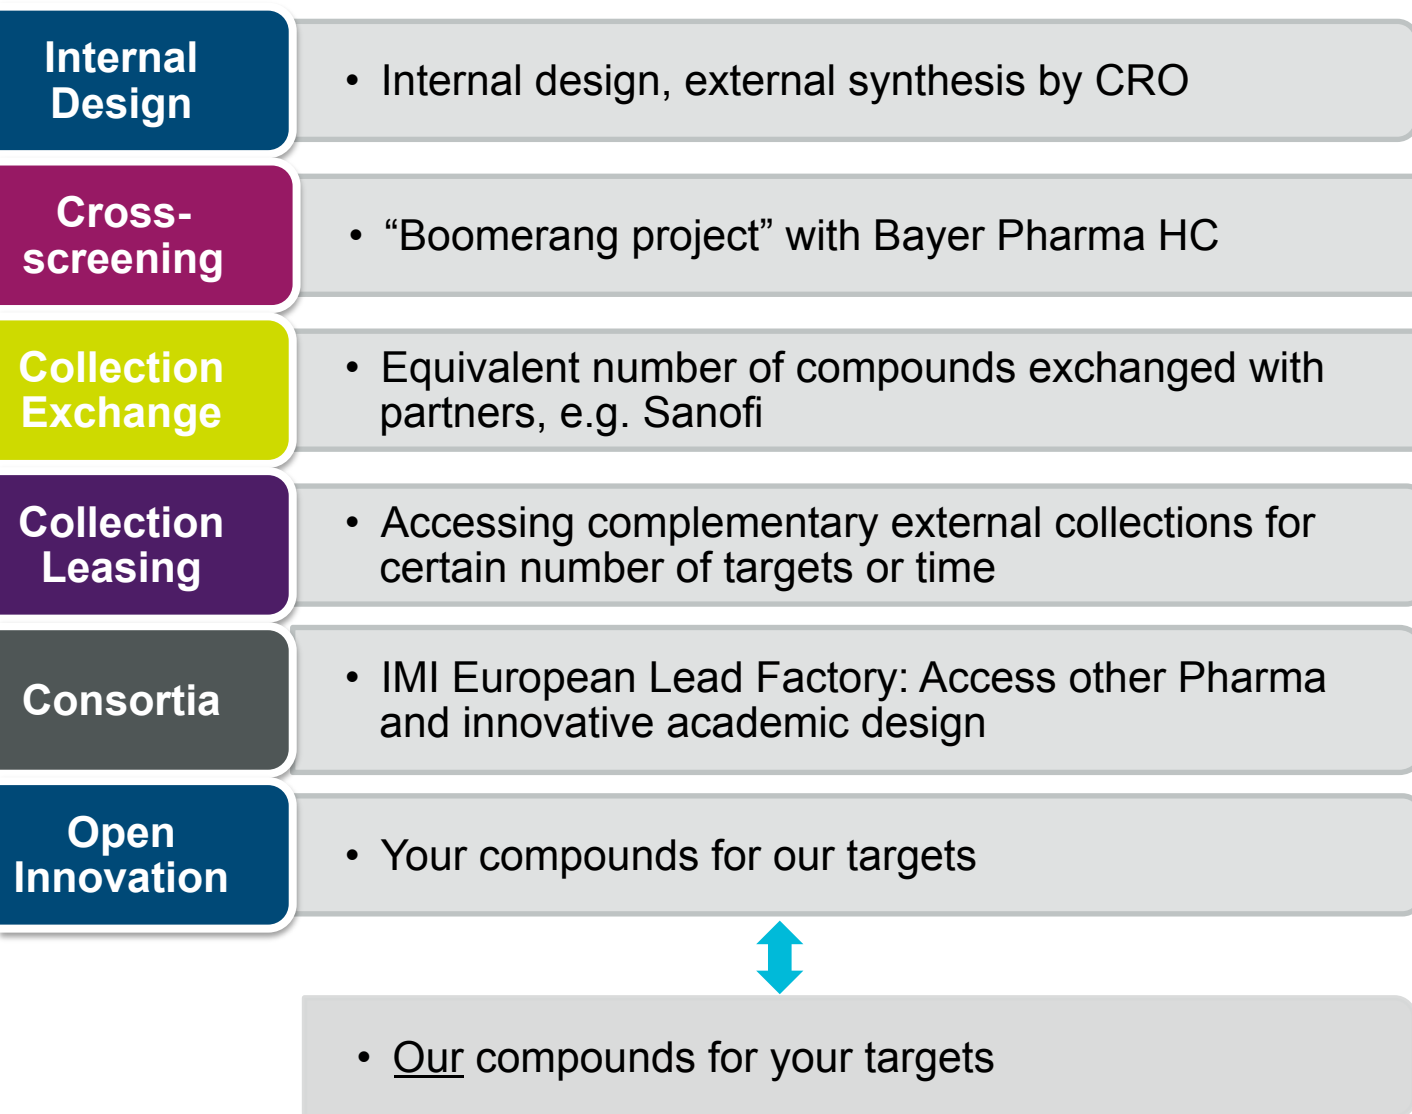 Internal
Design
• Internal design, external synthesis by CRO
Cross-
screening
• “Boomerang project” with Bayer Pharma HC
Collection
Exchange
• Equivalent number of compounds exchanged with
partners, e.g. Sanofi
Collection
Leasing
• Accessing complementary external collections for
certain number of targets or time
Consortia
• IMI European Lead Factory: Access other Pharma
and innovative academic design
Open
Innovation
• Your compounds for our targets
• Our compounds for your targets